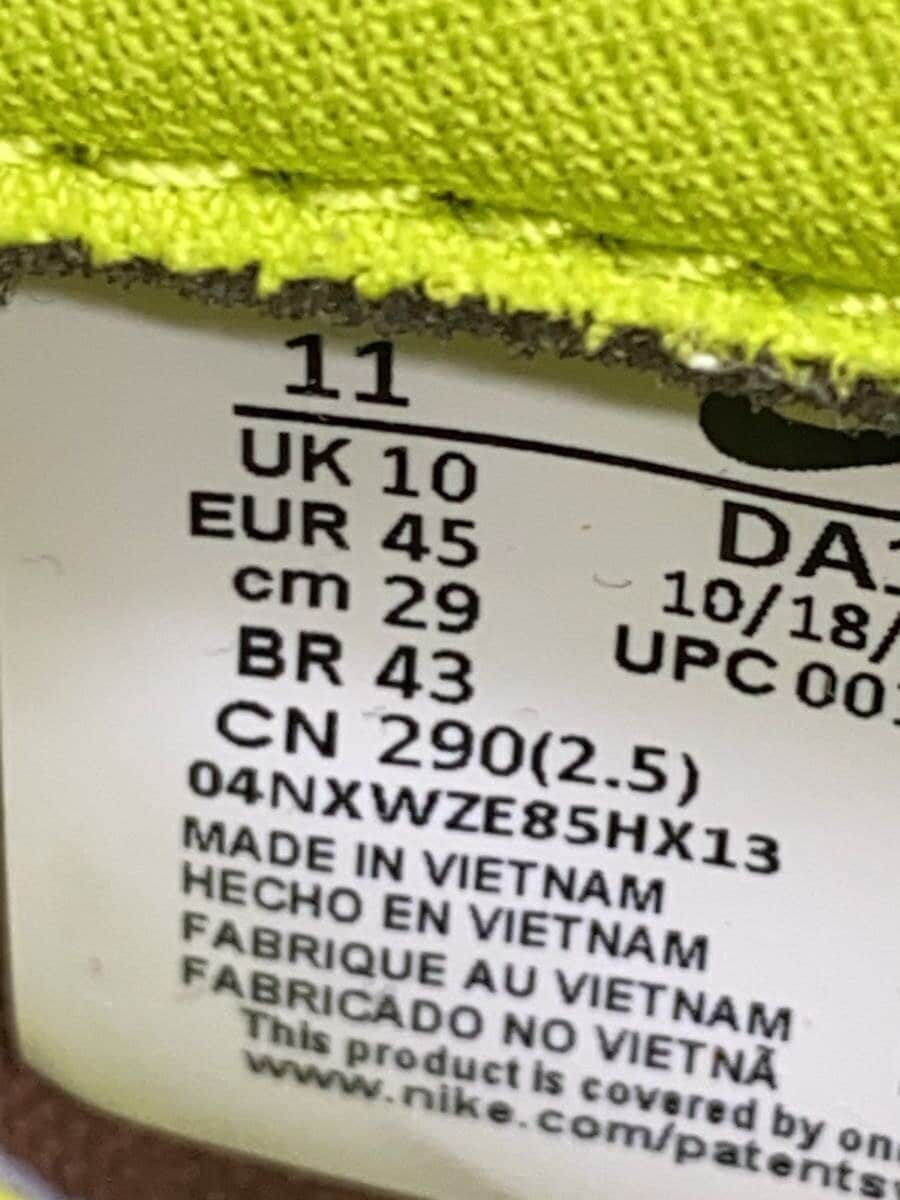 11
UK 10
EUR 45
cm 29
BR 43
CN 290(2.5)
04NXWZE85HX13
MADE IN VIETNAM
HECHO EN VIETNAM
FABRIQUE AU VIETNAM
FABRICADO NO VIETNÃ
This product is covered by
www.nike.com/patents
DA
10/18/
UPC 00